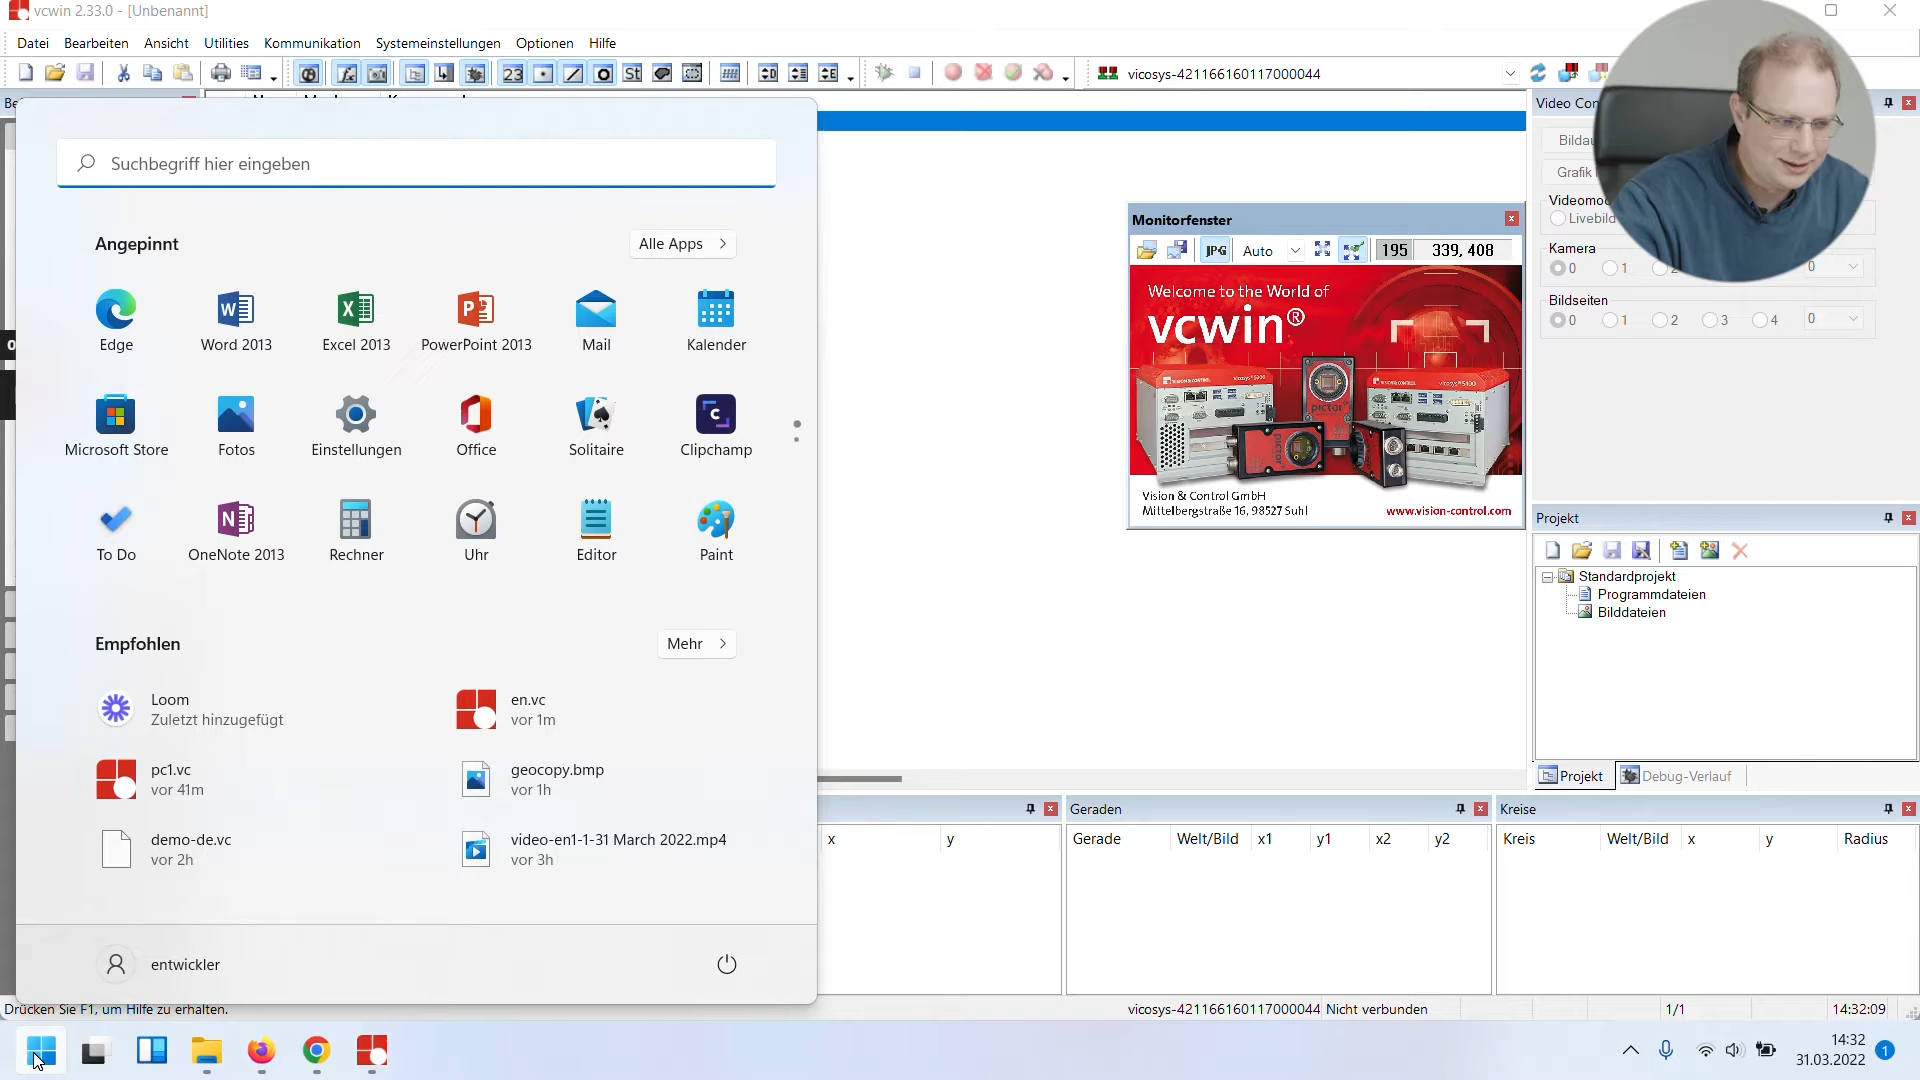 vcwin 2.33.0 - [Unbenannt]
Datei Bearbeiten Ansicht Utilities Kommunikation Systemeinstellungen Optionen Hilfe
23 St vicosys-421166160117000044
Suchbegriff hier eingeben
Angepinnt
Alle Apps
Edge
Word 2013
Excel 2013
PowerPoint 2013
Mail
Kalender
Microsoft Store
Fotos
Einstellungen
Office
Solitaire
Clipchamp
To Do
OneNote 2013
Rechner
Uhr
Editor
Paint
Empfohlen
Mehr
Loom
Zuletzt hinzugefügt
en.vc
vor 1m
pc1.vc
vor 41m
geocopy.bmp
vor 1h
demo-de.vc
vor 2h
video-en1-1-31 March 2022.mp4
vor 3h
entwickler
Monitorfenster
JPG Auto 195 339, 408
Welcome to the World of
vcwin®
Vision & Control GmbH
Mittelbergstraße 16, 98527 Suhl
www.vision-control.com
Video Con
Bildau
Grafik
Videomod
Livebild
Kamera
0 1 2 0
Bildseiten
0 1 2 3 4 0
Projekt
Standardprojekt
Programmdateien
Bilddateien
Projekt Debug-Verlauf
x y
Geraden
Gerade Welt/Bild x1 y1 x2 y2
Kreise
Kreis Welt/Bild x y Radius
Drücken Sie F1, um Hilfe zu erhalten.
vicosys-421166160117000044 Nicht verbunden 1/1 14:32:09
14:32
31.03.2022
1